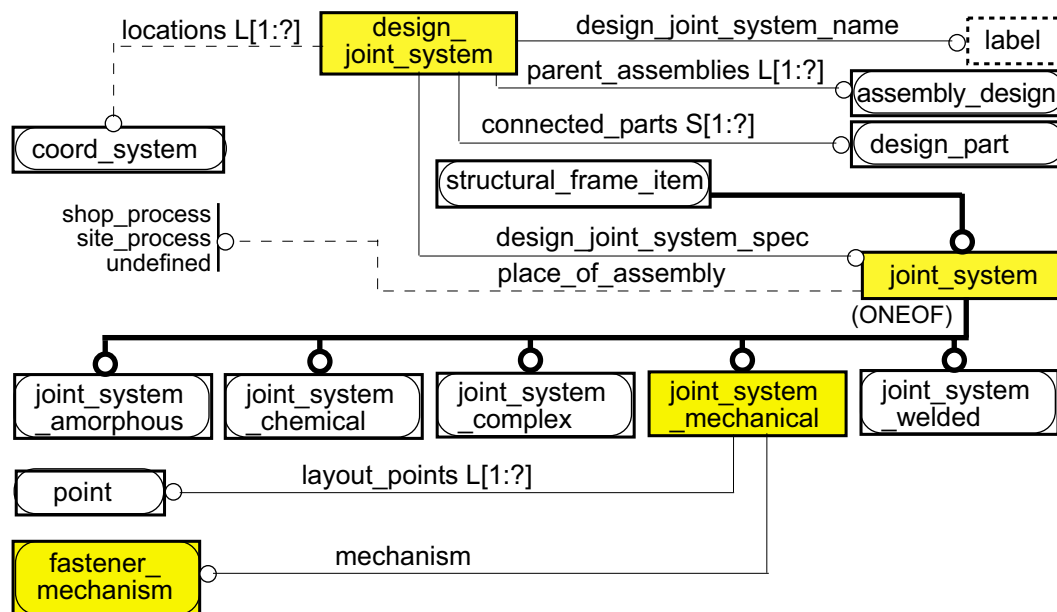 locations L[1:?]
design_
joint_system
design_joint_system_name
label
parent_assemblies L[1:?]
assembly_design
connected_parts S[1:?]
design_part
coord_system
structural_frame_item
shop_process
site_process
undefined
design_joint_system_spec
place_of_assembly
joint_system
(ONEOF)
joint_system
_amorphous
joint_system
_chemical
joint_system
_complex
joint_system
_mechanical
joint_system
_welded
point
layout_points L[1:?]
fastener_
mechanism
mechanism